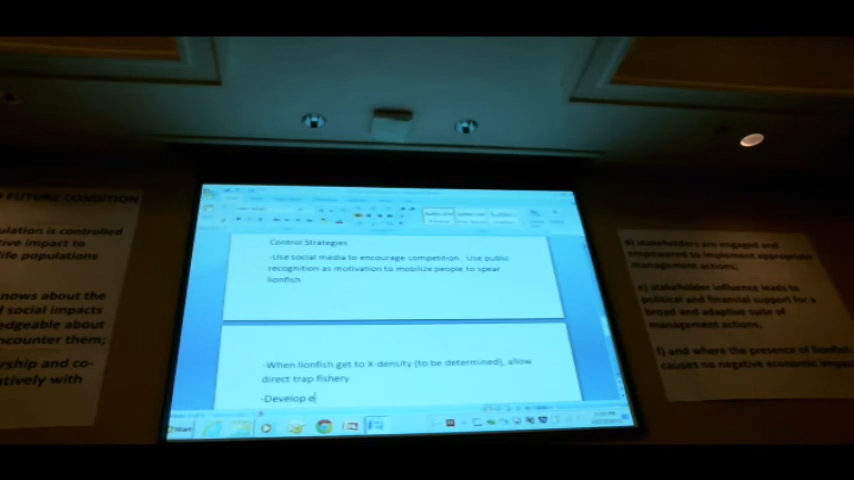 FUTURE CONDITION
ulation is controlled
tive impact to
life populations
nows about the
d social impacts
edgeable about
ncounter them;
rship and co-
atively with
Control Strategies
-Use social media to encourage competition. Use public
recognition as motivation to mobilize people to spear
lionfish.
-When lionfish get to X-density (to be determined), allow
direct trap fishery
-Develop e
Start
d) stakeholders are engaged and
empowered to implement appropriate
management actions;
e) stakeholder influence leads to
political and financial support for a
broad and adaptive suite of
management actions;
f) and where the presence of lionfish
causes no negative economic impact